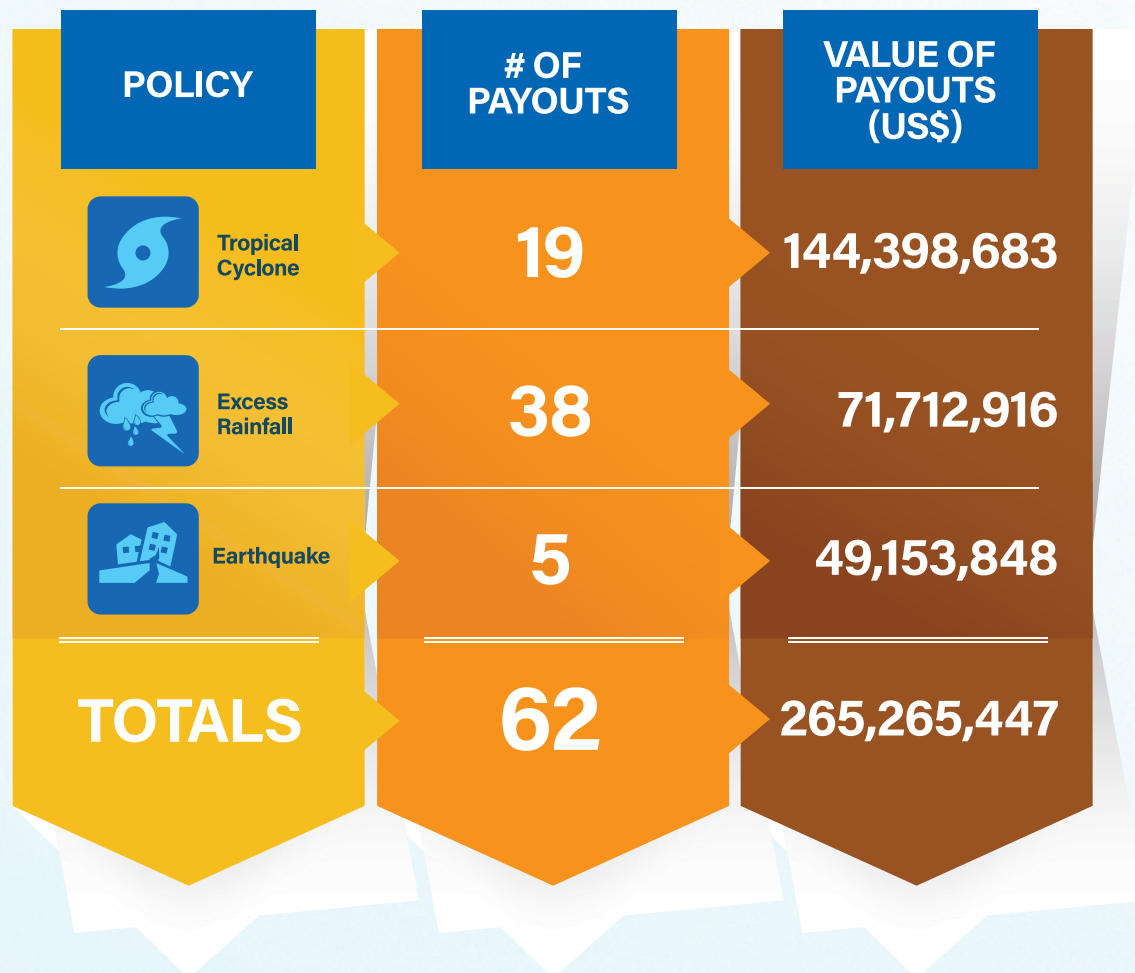 POLICY
# OF
PAYOUTS
VALUE OF
PAYOUTS
(US$)
Tropical
Cyclone
19
144,398,683
Excess
Rainfall
38
71,712,916
Earthquake
5
49,153,848
TOTALS
62
265,265,447